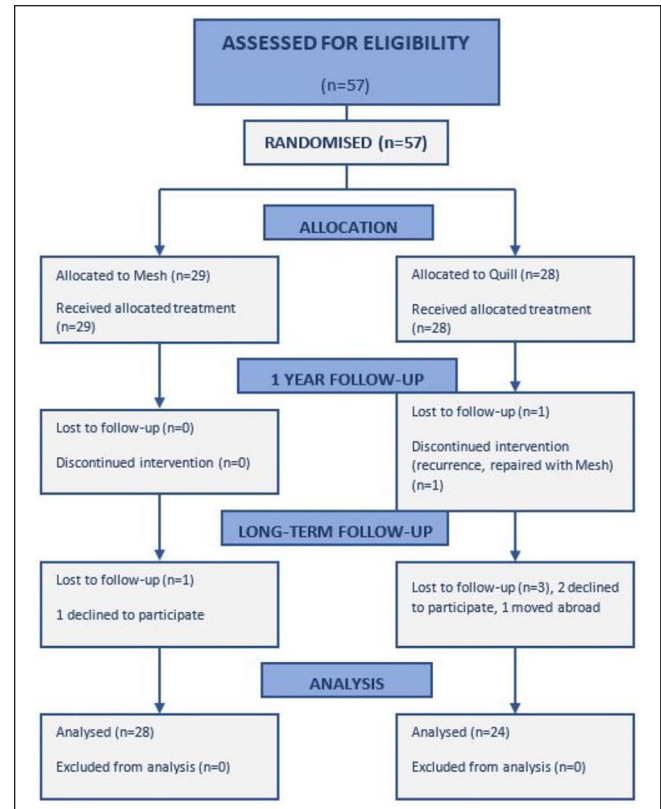 ASSESSED FOR ELIGIBILITY
(n=57)
RANDOMISED (n=57)
ALLOCATION
Allocated to Mesh (n=29)
Received allocated treatment
(n=29)
Allocated to Quill (n=28)
Received allocated treatment
(n=28)
1 YEAR FOLLOW-UP
Lost to follow-up (n=0)
Discontinued intervention (n=0)
Lost to follow-up (n=1)
Discontinued intervention
(recurrence, repaired with Mesh)
(n=1)
LONG-TERM FOLLOW-UP
Lost to follow-up (n=1)
1 declined to participate
Lost to follow-up (n=3), 2 declined
to participate, 1 moved abroad
ANALYSIS
Analysed (n=28)
Excluded from analysis (n=0)
Analysed (n=24)
Excluded from analysis (n=0)